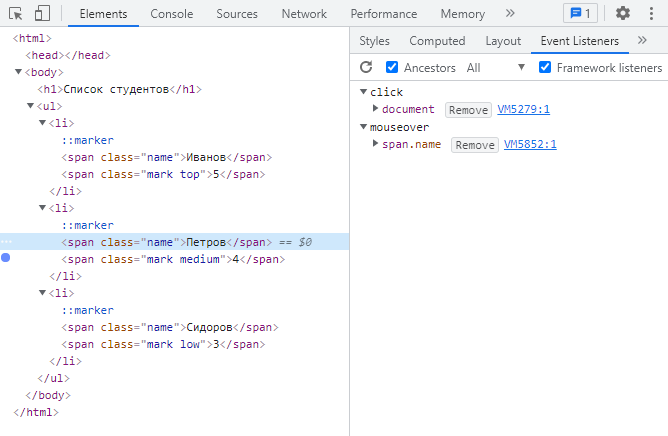 Elements Console Sources Network Performance Memory » 1
<html>
<head></head>
<body>
<h1>Список студентов</h1>
<ul>
<li>
::marker
<span class="name">Иванов</span>
<span class="mark top">5</span>
</li>
<li>
::marker
<span class="name">Петров</span> == $0
<span class="mark medium">4</span>
</li>
<li>
::marker
<span class="name">Сидоров</span>
<span class="mark low">3</span>
</li>
</ul>
</body>
</html>
Styles Computed Layout Event Listeners »
Ancestors All Framework listeners
click
document Remove VM5279:1
mouseover
span.name Remove VM5852:1